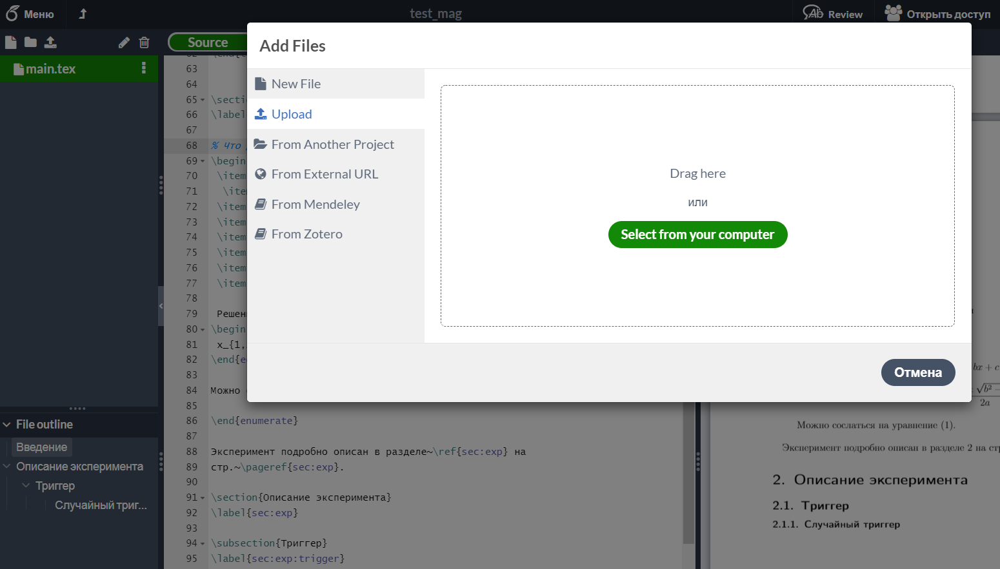 Меню
test_mag
Review
Открыть доступ
Source
main.tex
File outline
Введение
Описание эксперимента
Триггер
Случайный триг...
63
64
65 \secti
66 \label
67
68 % Что
69 \begin
70 \item
71 \ite
72 \item
73 \item
74 \item
75 \item
76 \item
77 \item
78
79 Решен
80 \begin
81 x_{1,
82 \end{e
83
84 Можно
85
86 \end{enumerate}
87
88 Эксперимент подробно описан в разделе~\ref{sec:exp} на
89 стр.~\pageref{sec:exp}.
90
91 \section{Описание эксперимента}
92 \label{sec:exp}
93
94 \subsection{Триггер}
95 \label{sec:exp:trigger}
Add Files
New File
Upload
From Another Project
From External URL
From Mendeley
From Zotero
Drag here
или
Select from your computer
Отмена
bx + c
√b² −
2a
Можно сослаться на уравнение (1).
Эксперимент подробно описан в разделе 2 на ст
2. Описание эксперимента
2.1. Триггер
2.1.1. Случайный триггер